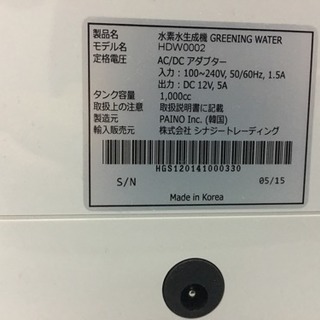 製品名 水素水生成機 GREENING WATER
モデル名 HDW0002
定格電圧 AC/DC アダプター
入力：100~240V, 50/60Hz, 1.5A
出力：DC 12V, 5A
タンク容量 1,000cc
取扱上の注意 取扱説明書に記載
製造元 PAINO Inc. (韓国)
輸入販売元 株式会社 シナジートレーディング
HGS120141000330
S/N 05/15
Made in Korea